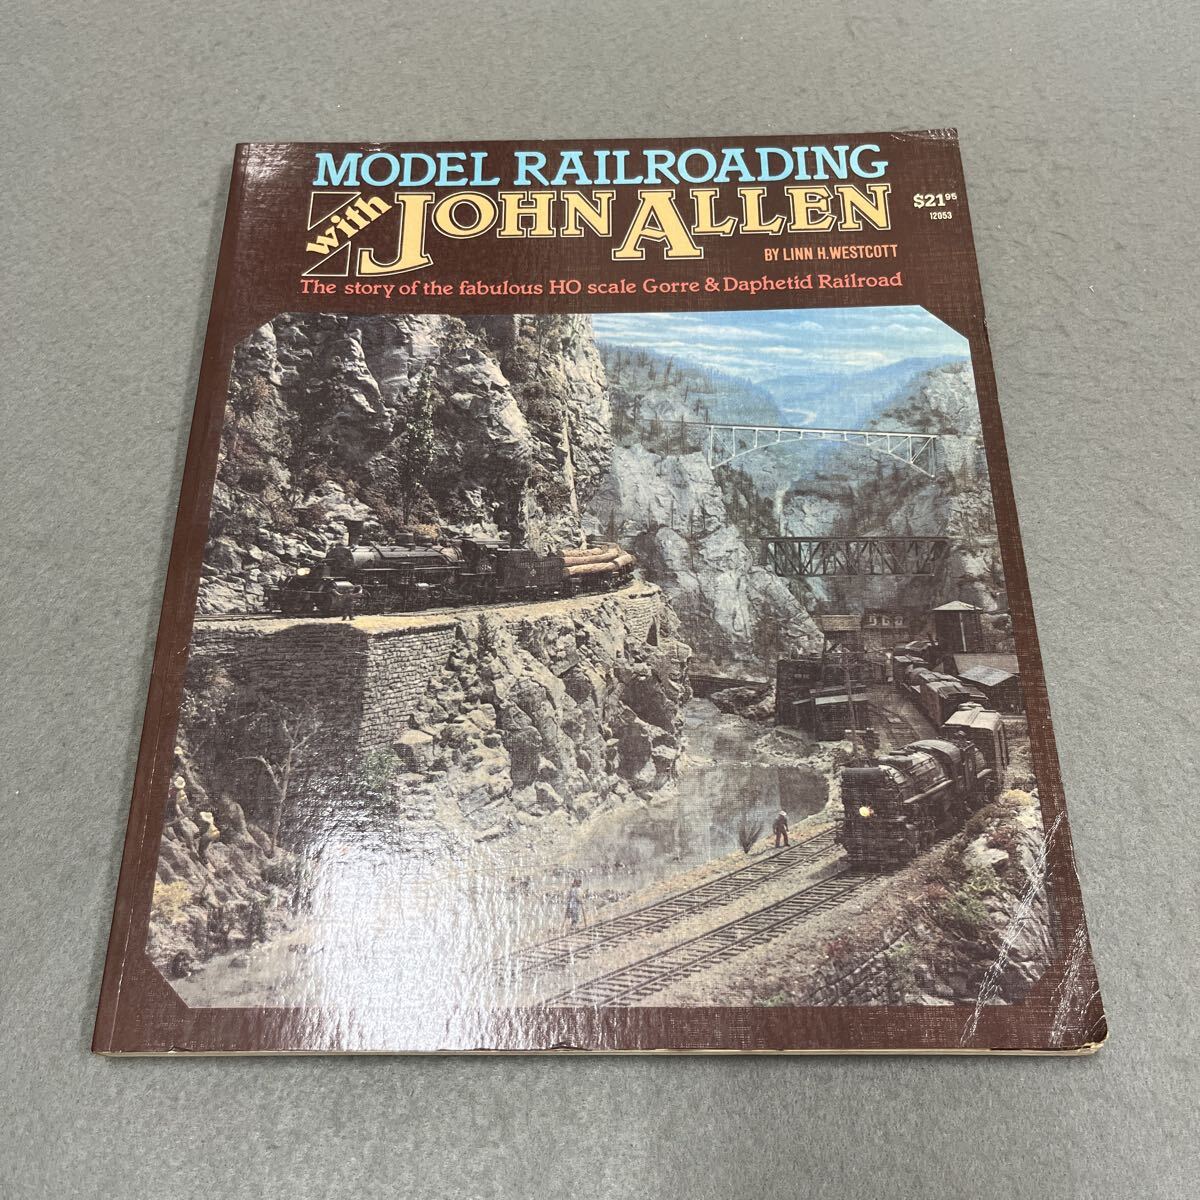 MODEL RAILROADING
with JOHN ALLEN
$21.95
12053
BY LINN H. WESTCOTT
The story of the fabulous HO scale Gorre & Daphetid Railroad